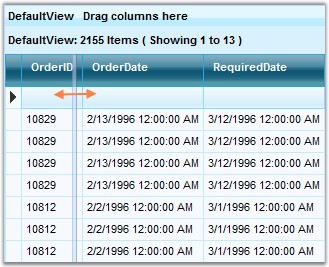 DefaultView Drag columns here
DefaultView: 2155 Items ( Showing 1 to 13 )
OrderID OrderDate RequiredDate
10829 2/13/1996 12:00:00 AM 3/12/1996 12:00:00 AM
10829 2/13/1996 12:00:00 AM 3/12/1996 12:00:00 AM
10829 2/13/1996 12:00:00 AM 3/12/1996 12:00:00 AM
10829 2/13/1996 12:00:00 AM 3/12/1996 12:00:00 AM
10812 2/2/1996 12:00:00 AM 3/1/1996 12:00:00 AM
10812 2/2/1996 12:00:00 AM 3/1/1996 12:00:00 AM
10812 2/2/1996 12:00:00 AM 3/1/1996 12:00:00 AM